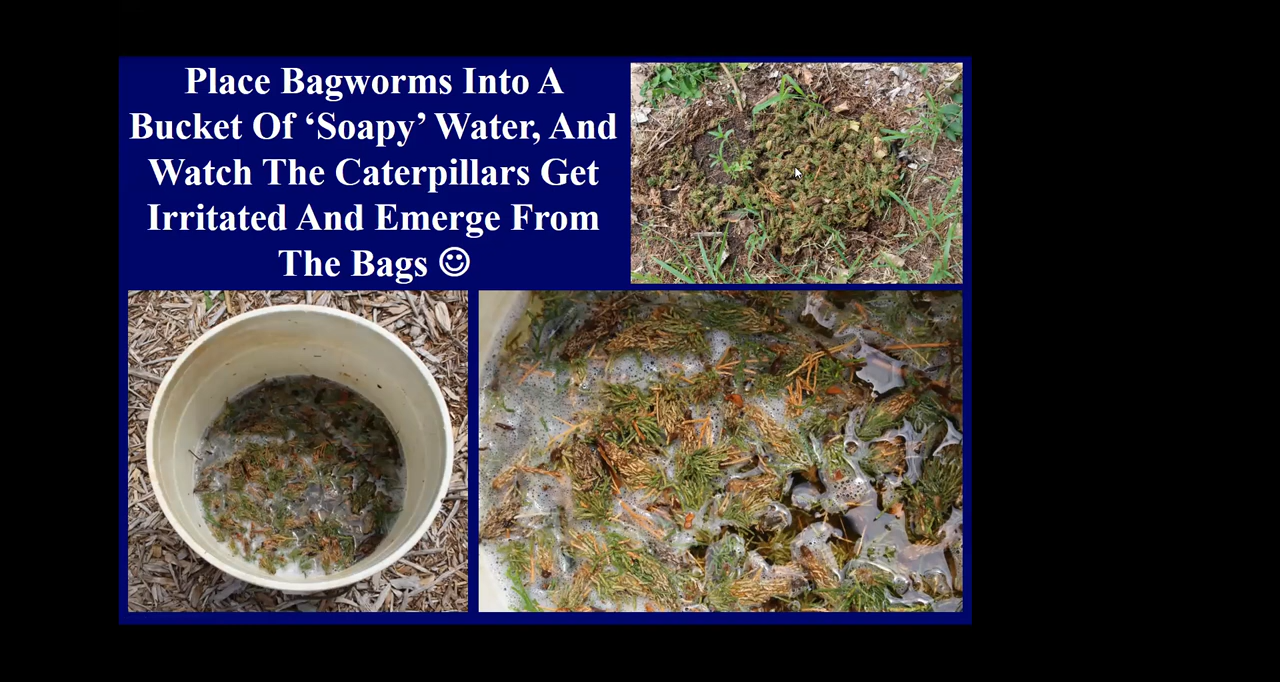 Place Bagworms Into A
Bucket Of ‘Soapy’ Water, And
Watch The Caterpillars Get
Irritated And Emerge From
The Bags ☺